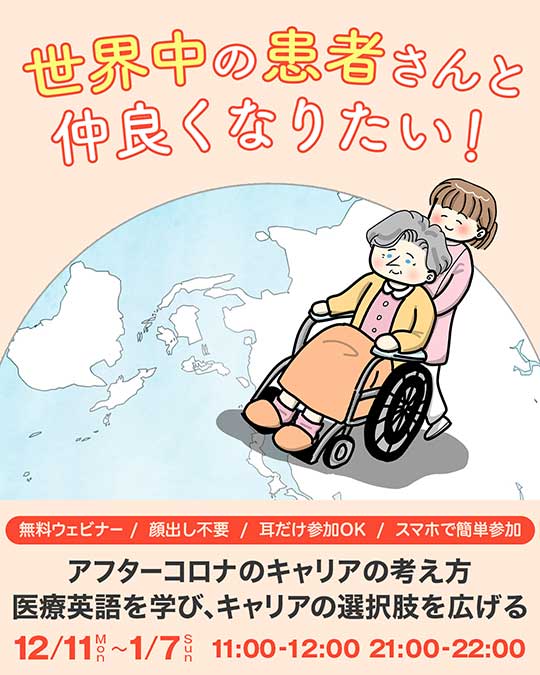 世界中の患者さんと
仲良くなりたい！
無料ウェビナー / 顔出し不要 / 耳だけ参加OK / スマホで簡単参加
アフターコロナのキャリアの考え方
医療英語を学び、キャリアの選択肢を広げる
12/11Mon～1/7Sun 11:00-12:00 21:00-22:00